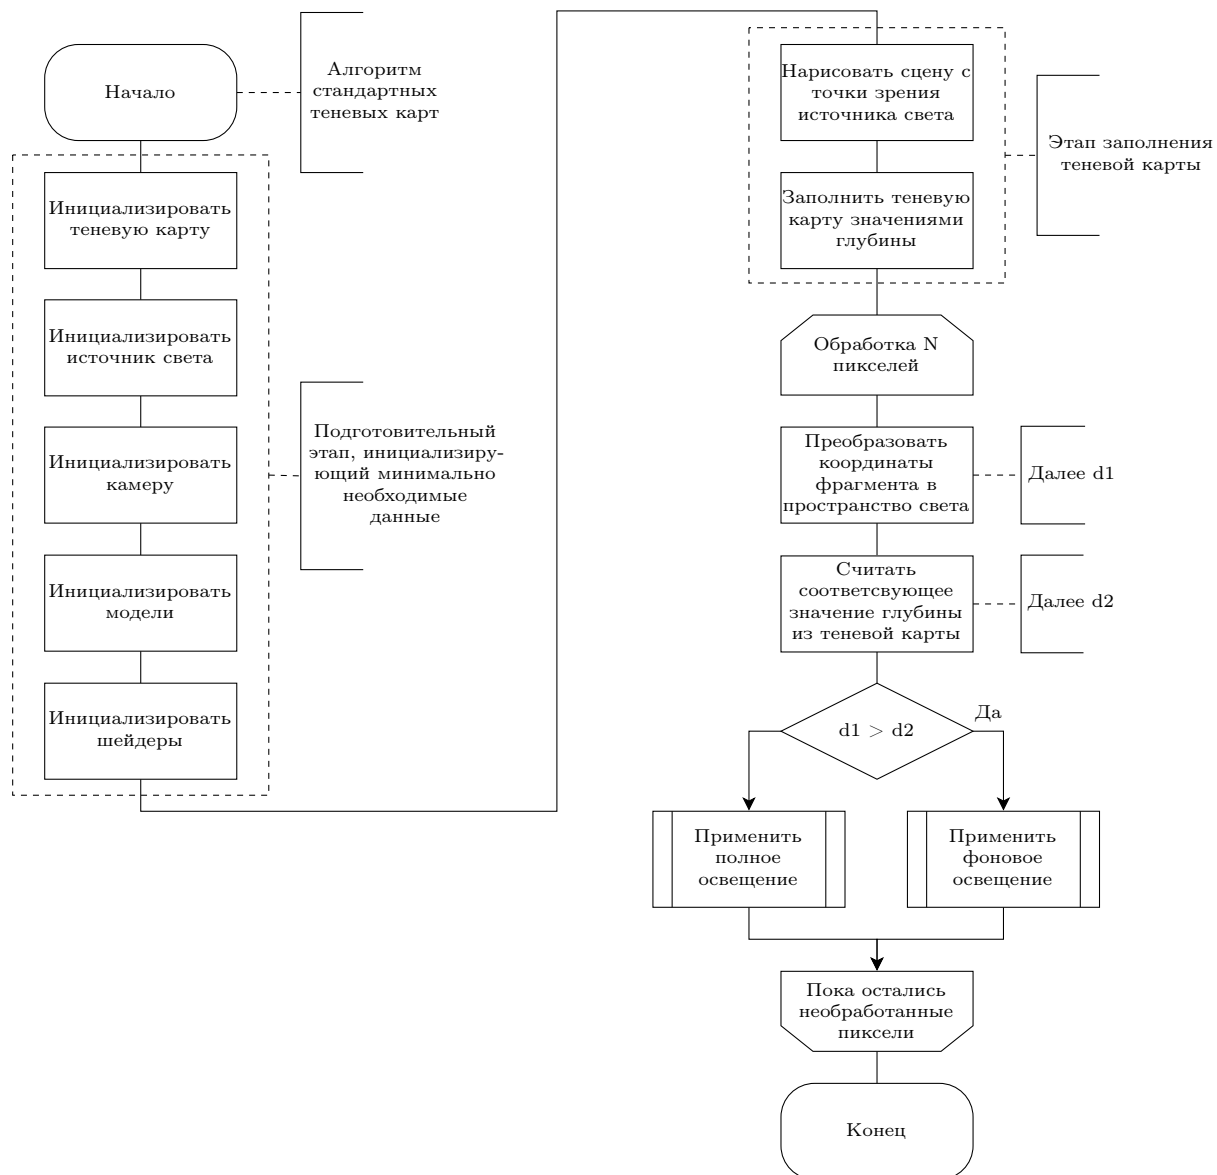 Начало
Алгоритм
стандартных
теневых карт
Инициализировать
теневую карту
Инициализировать
источник света
Инициализировать
камеру
Инициализировать
модели
Инициализировать
шейдеры
Подготовительный
этап, инициализиру-
ющий минимально
необходимые
данные
Нарисовать сцену с
точки зрения
источника света
Заполнить теневую
карту значениями
глубины
Этап заполнения
теневой карты
Обработка N
пикселей
Преобразовать
координаты
фрагмента в
пространство света
Далее d1
Считать
соответсвующее
значение глубины
из теневой карты
Далее d2
d1 > d2
Да
Применить
полное
освещение
Применить
фоновое
освещение
Пока остались
необработанные
пиксели
Конец